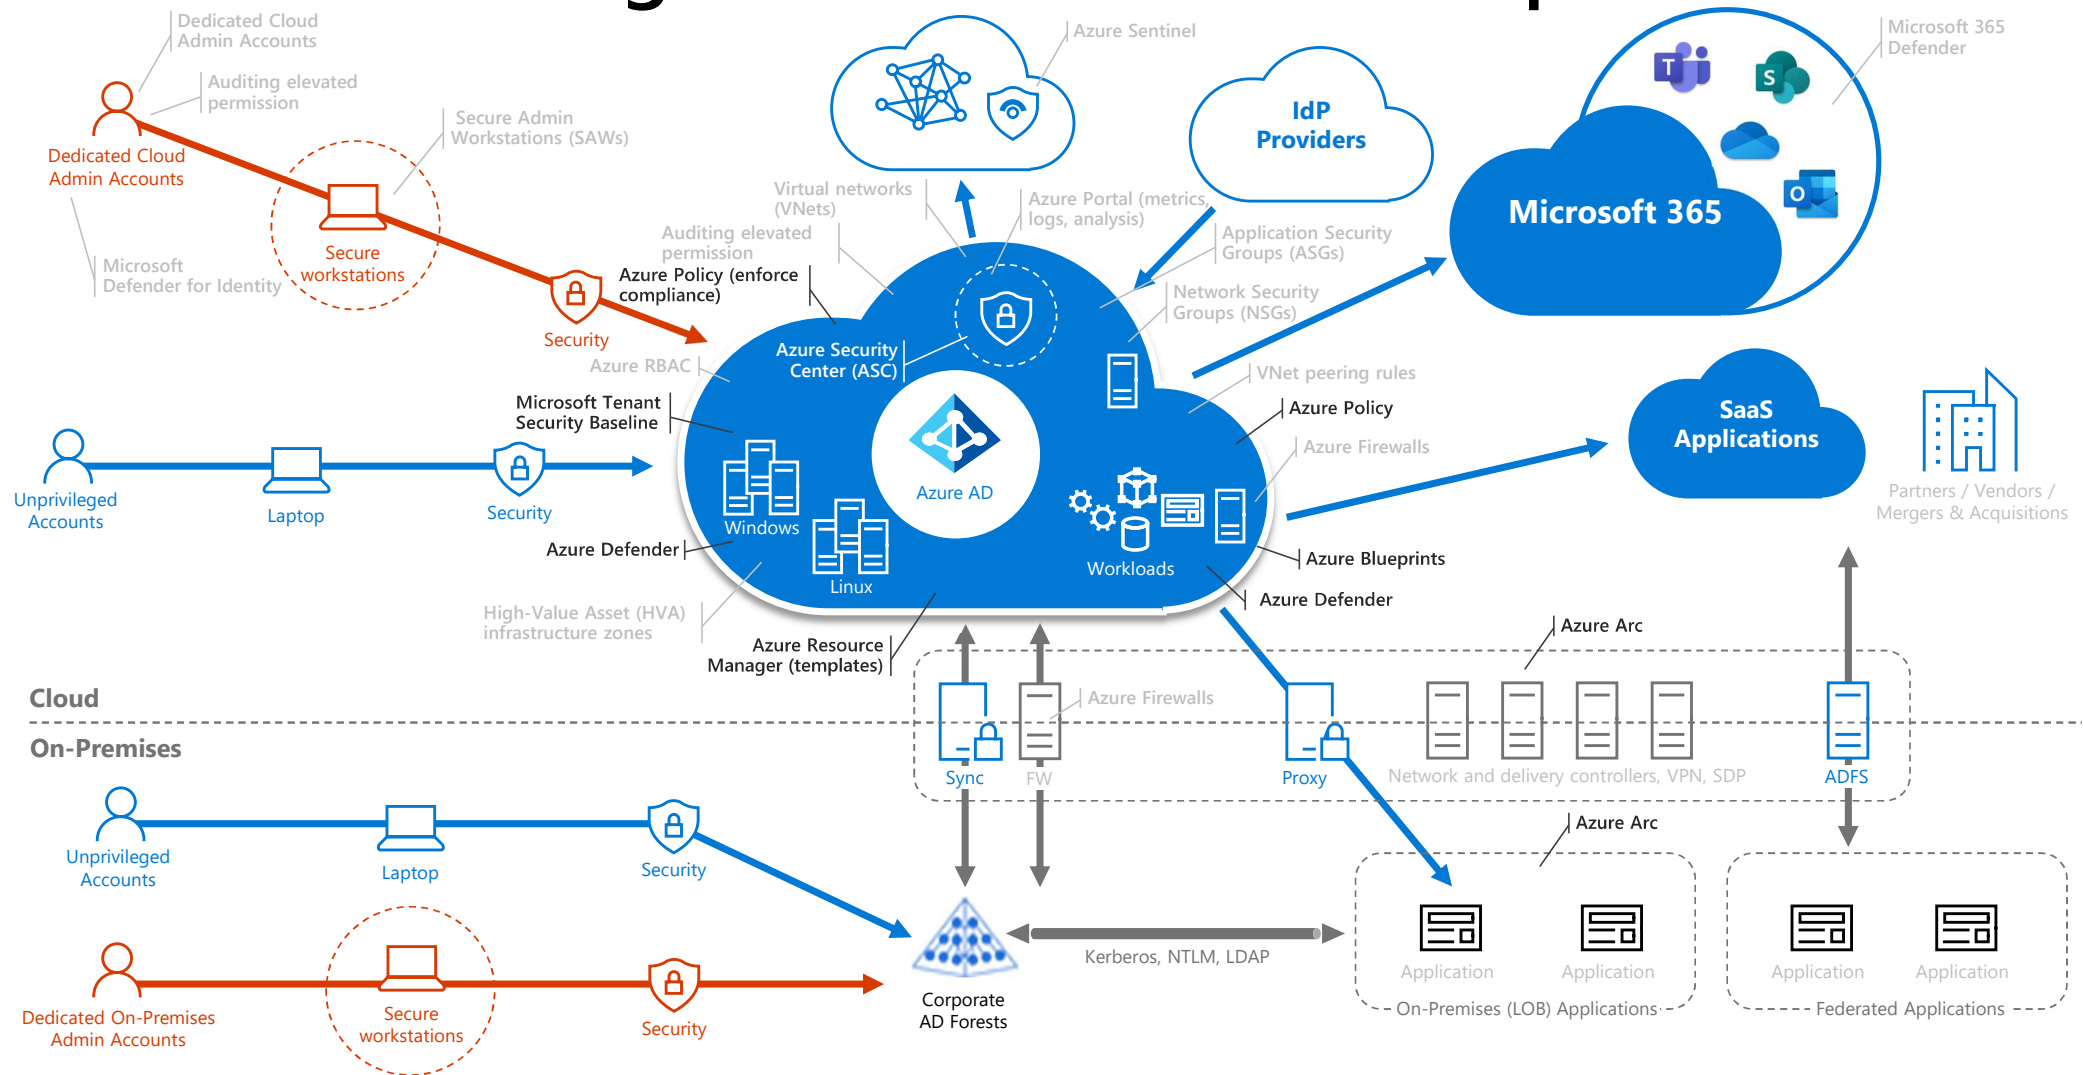 Dedicated Cloud
Admin Accounts
Auditing elevated
permission
Dedicated Cloud
Admin Accounts
Secure Admin
Workstations (SAWs)
Microsoft
Defender for Identity
Secure
workstations
Security
Azure Sentinel
IdP
Providers
Microsoft 365
Defender
T
S
O
Microsoft 365
Virtual networks
(VNets)
Azure Portal (metrics,
logs, analysis)
Auditing elevated
permission
Azure Policy (enforce
compliance)
Application Security
Groups (ASGs)
Network Security
Groups (NSGs)
Azure Security
Center (ASC)
Azure RBAC
VNet peering rules
Microsoft Tenant
Security Baseline
Azure Policy
Azure Firewalls
SaaS
Applications
Partners / Vendors /
Mergers & Acquisitions
Unprivileged
Accounts
Laptop
Security
Azure AD
Windows
Azure Defender
Linux
Workloads
Azure Blueprints
Azure Defender
High-Value Asset (HVA)
infrastructure zones
Azure Resource
Manager (templates)
Azure Arc
Cloud
Azure Firewalls
On-Premises
Sync
FW
Proxy
Network and delivery controllers, VPN, SDP
ADFS
Unprivileged
Accounts
Laptop
Security
Azure Arc
Kerberos, NTLM, LDAP
Corporate
AD Forests
Application
Application
Application
Application
On-Premises (LOB) Applications
Federated Applications
Dedicated On-Premises
Admin Accounts
Secure
workstations
Security